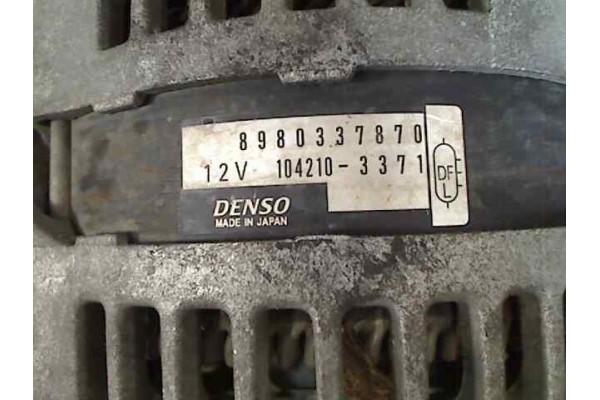 8980337870
12V 104210-3371
DENSO
MADE IN JAPAN
DF
L